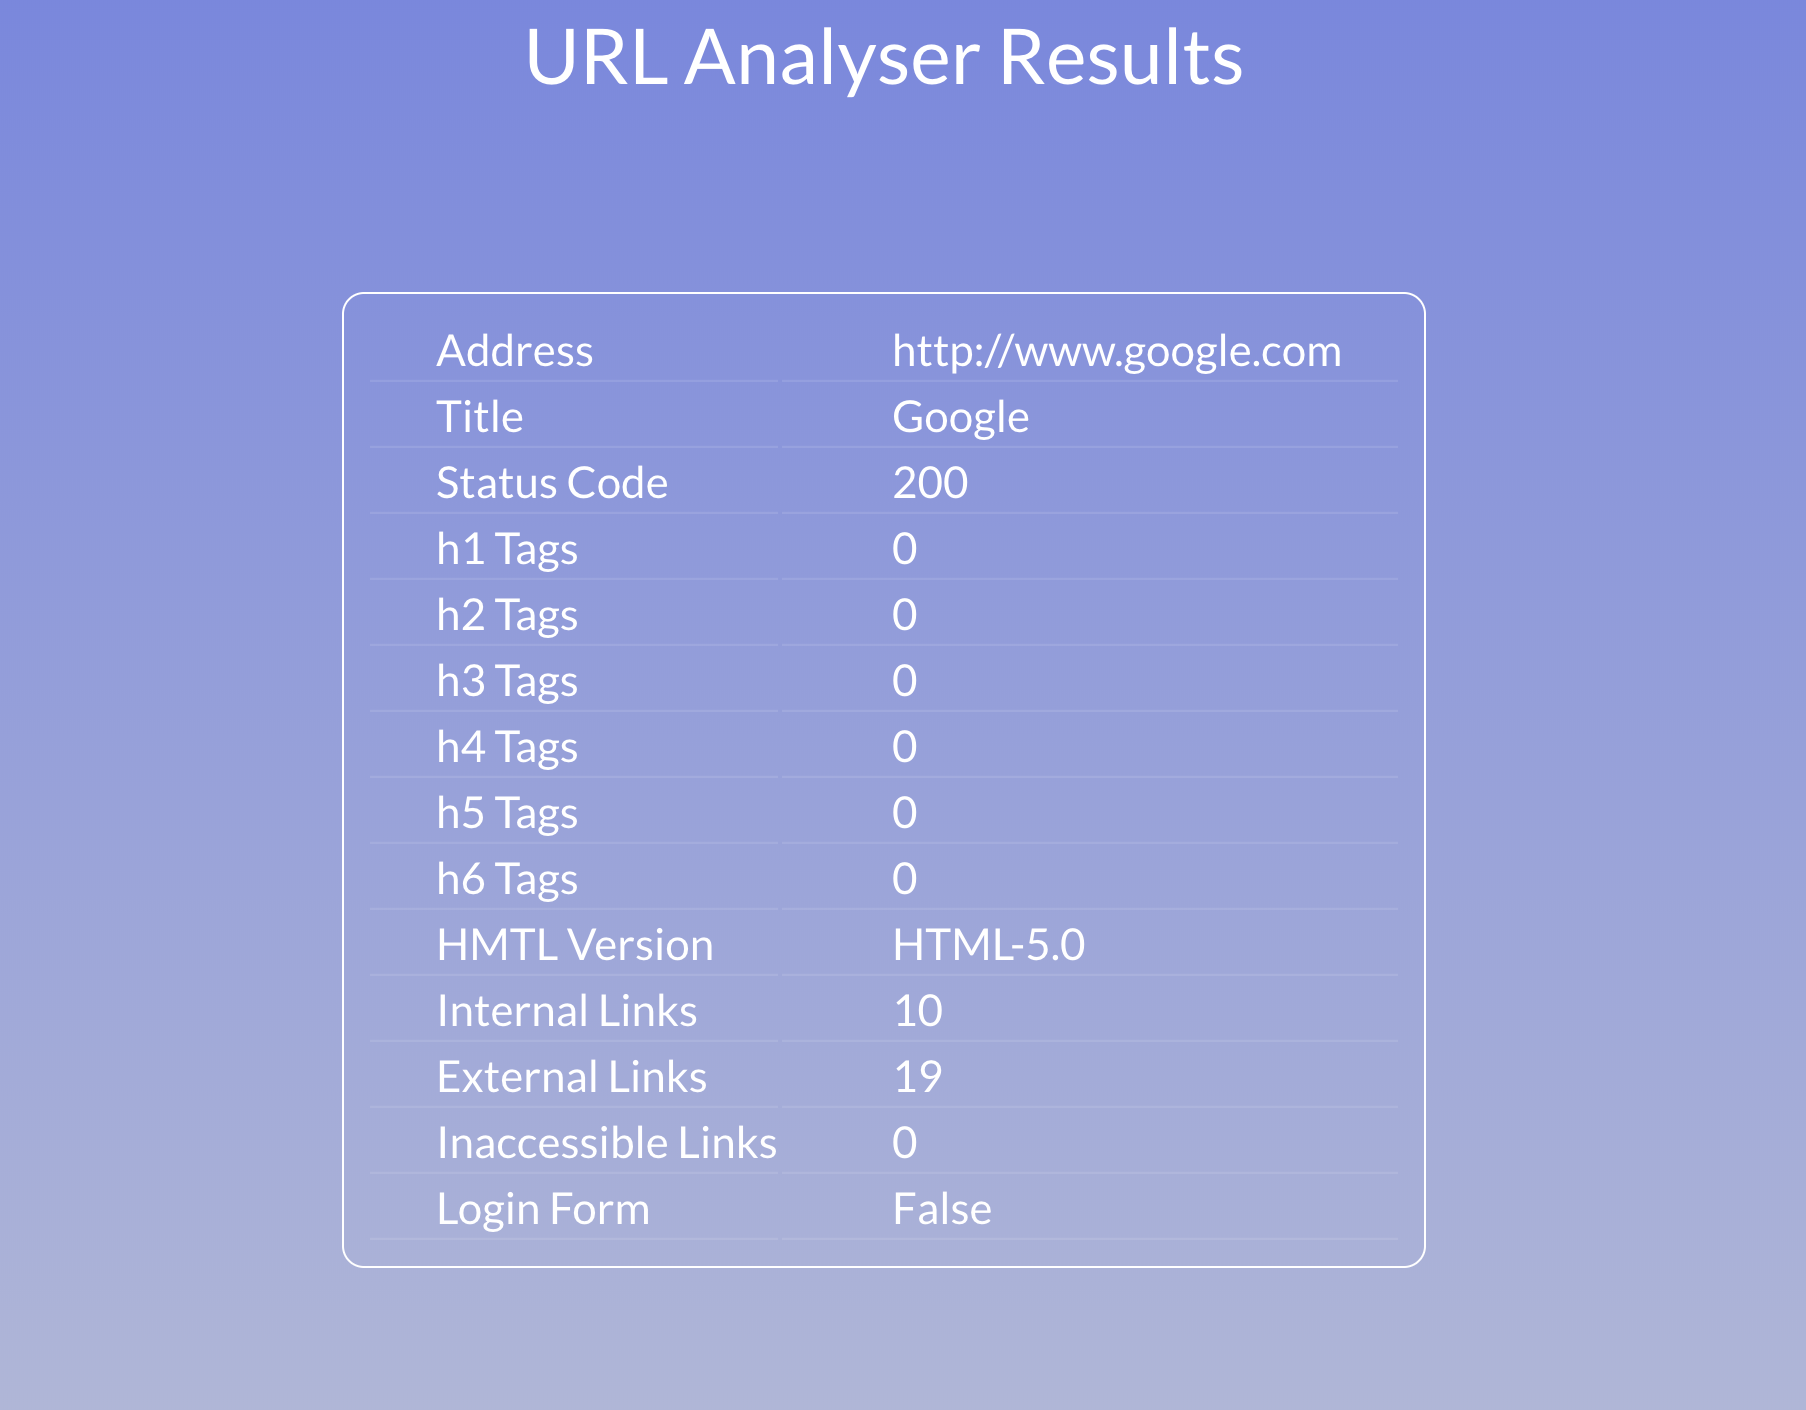 URL Analyser Results
Address http://www.google.com
Title Google
Status Code 200
h1 Tags 0
h2 Tags 0
h3 Tags 0
h4 Tags 0
h5 Tags 0
h6 Tags 0
HMTL Version HTML-5.0
Internal Links 10
External Links 19
Inaccessible Links 0
Login Form False